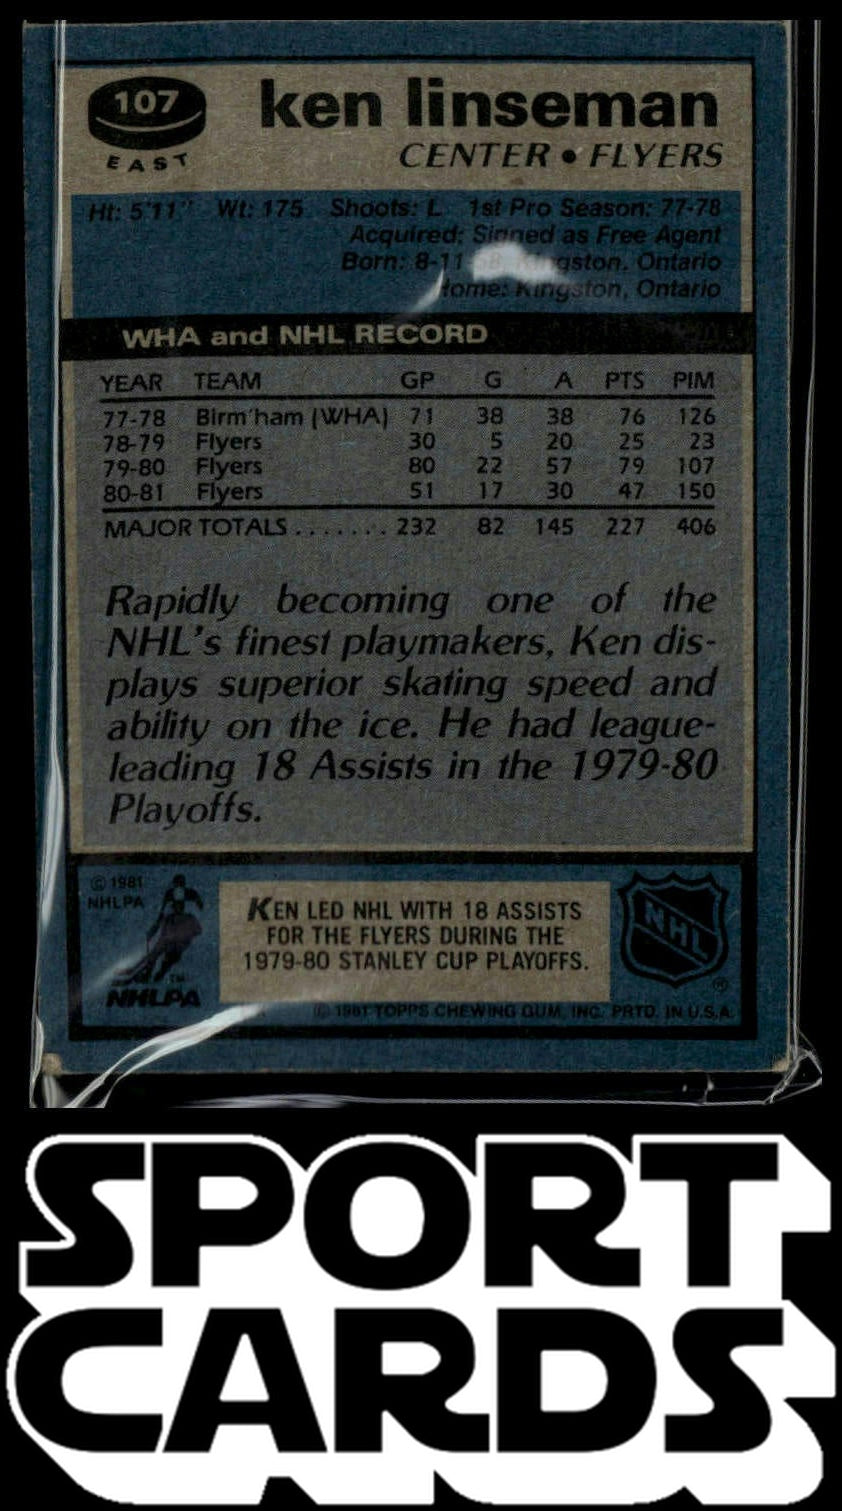 107
EAST
ken linseman
CENTER • FLYERS
Ht: 5'11" Wt: 175 Shoots: L 1st Pro Season: 77-78
Acquired: Signed as Free Agent
Born: 8-11-58, Kingston, Ontario
Home: Kingston, Ontario
WHA and NHL RECORD
YEAR TEAM GP G A PTS PIM
77-78 Birm'ham (WHA) 71 38 38 76 126
78-79 Flyers 30 5 20 25 23
79-80 Flyers 80 22 57 79 107
80-81 Flyers 51 17 30 47 150
MAJOR TOTALS ....... 232 82 145 227 406
Rapidly becoming one of the
NHL's finest playmakers, Ken dis-
plays superior skating speed and
ability on the ice. He had league-
leading 18 Assists in the 1979-80
Playoffs.
© 1981
NHLPA
TM
NHLPA
KEN LED NHL WITH 18 ASSISTS
FOR THE FLYERS DURING THE
1979-80 STANLEY CUP PLAYOFFS.
NHL
®
© 1981 TOPPS CHEWING GUM, INC. PRTD. IN U.S.A.
SPORT
CARDS